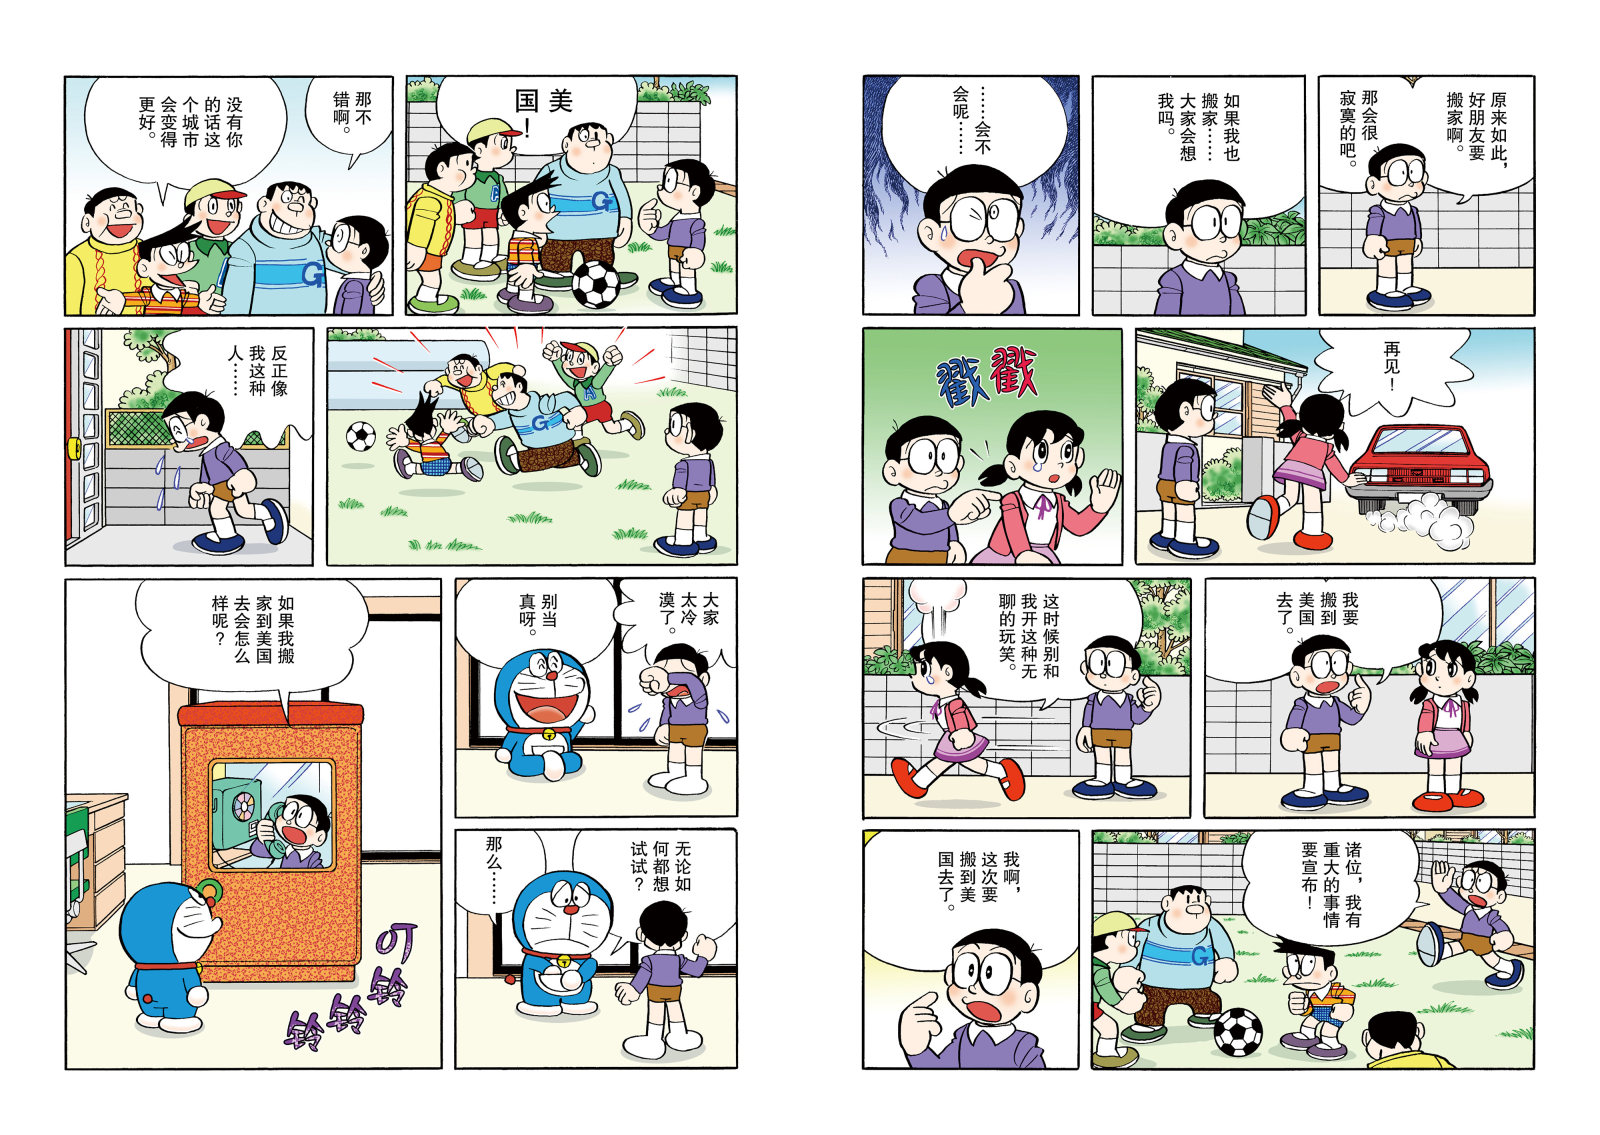 原来如此，
好朋友要
搬家啊。
那会很
寂寞的吧。
如果我也
搬家……
大家会想
我吗。
……会不
会呢……
再见！
戳戳
我要
搬到
美国
去了。
这时候别和
我开这种无
聊的玩笑。
诸位，我有
重大的事情
要宣布！
我啊，
这次要
搬到美
国去了。
美
国
！
G
那不
错啊。
没有你
的话这
个城市
会变得
更好。
G
G
A
反正像
我这种
人……
大家
太冷
漠了。
别当
真呀。
无论如
何都想
试试？
那么……
如果我搬
家到美国
去会怎么
样呢？
叮
铃
铃
铃
G